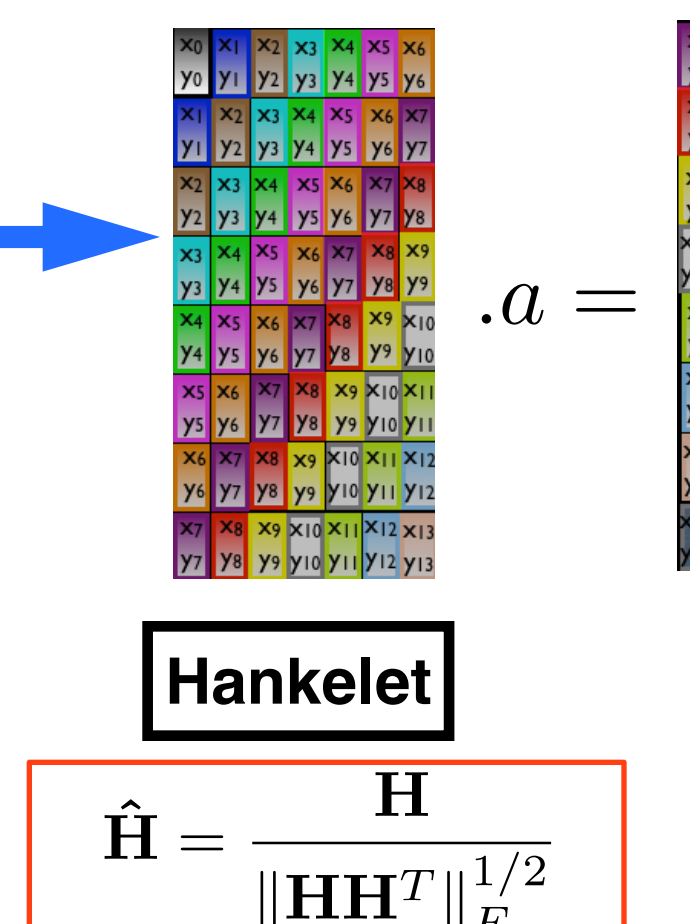 x0 x1 x2 x3 x4 x5 x6
y0 y1 y2 y3 y4 y5 y6
x1 x2 x3 x4 x5 x6 x7
y1 y2 y3 y4 y5 y6 y7
x2 x3 x4 x5 x6 x7 x8
y2 y3 y4 y5 y6 y7 y8
x3 x4 x5 x6 x7 x8 x9
y3 y4 y5 y6 y7 y8 y9
.a =
x4 x5 x6 x7 x8 x9 x10
y4 y5 y6 y7 y8 y9 y10
x5 x6 x7 x8 x9 x10 x11
y5 y6 y7 y8 y9 y10 y11
x6 x7 x8 x9 x10 x11 x12
y6 y7 y8 y9 y10 y11 y12
x7 x8 x9 x10 x11 x12 x13
y7 y8 y9 y10 y11 y12 y13
Hankelet
Ĥ = H / ‖HHᵀ‖_F^{1/2}